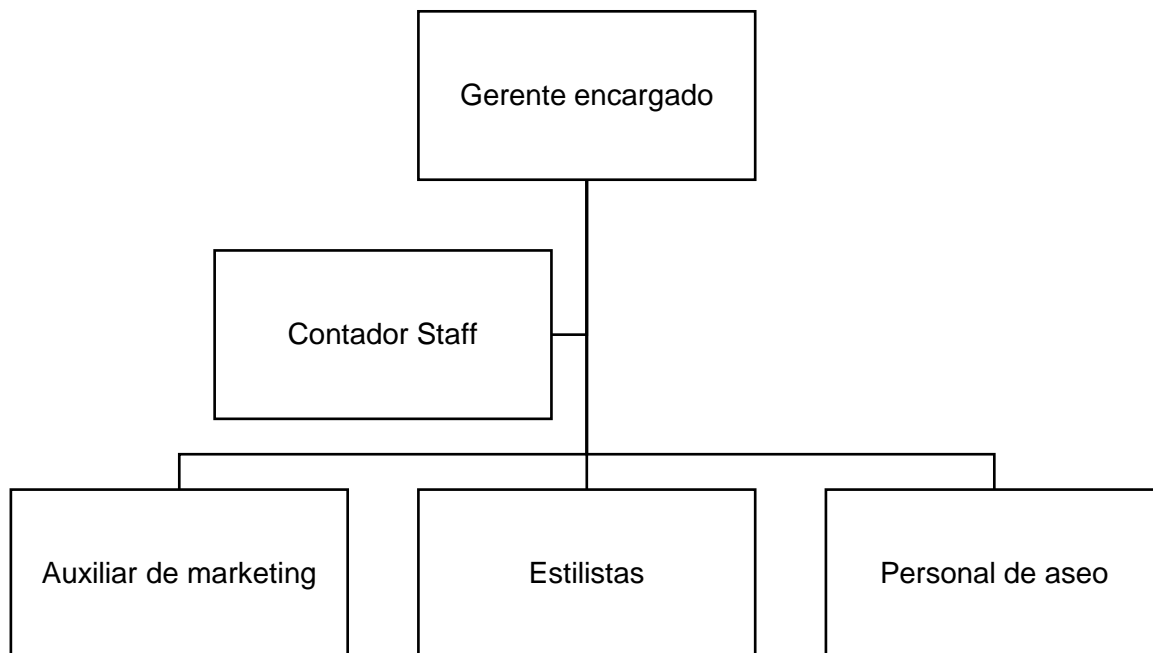 Gerente encargado
Contador Staff
Auxiliar de marketing
Estilistas
Personal de aseo